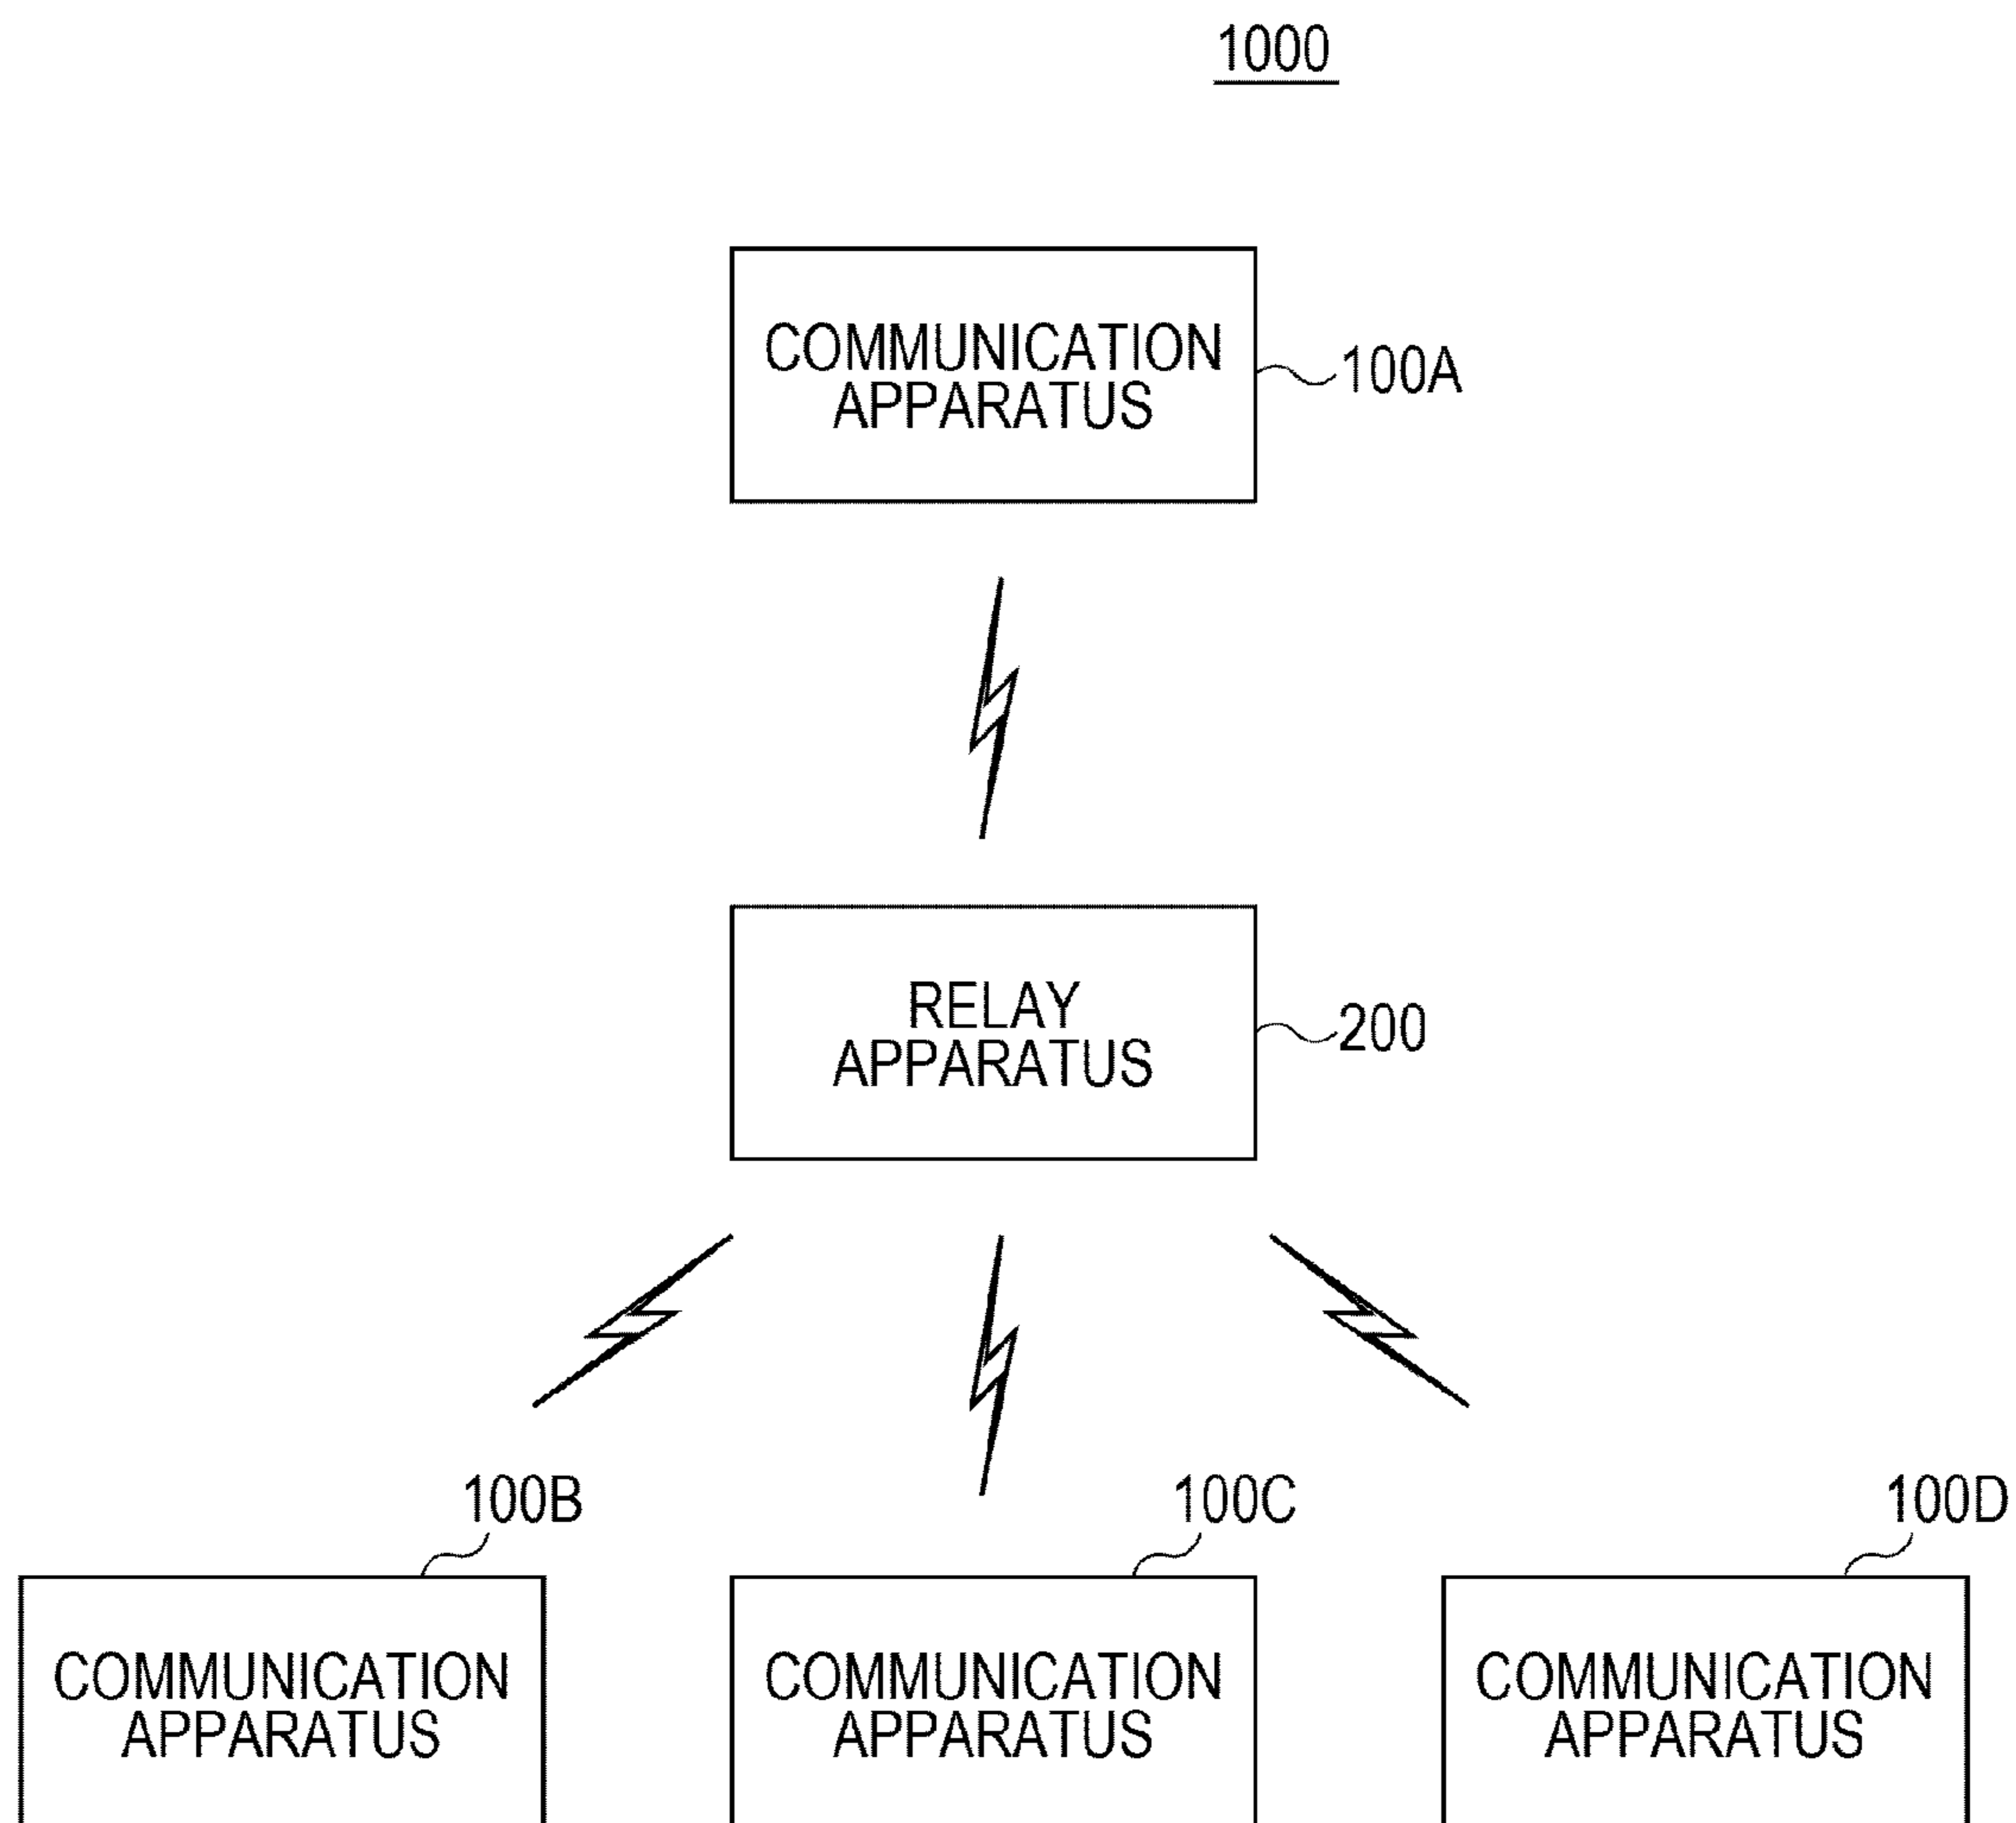 1000
COMMUNICATION
APPARATUS
100A
RELAY
APPARATUS
200
100B
100C
100D
COMMUNICATION
APPARATUS
COMMUNICATION
APPARATUS
COMMUNICATION
APPARATUS